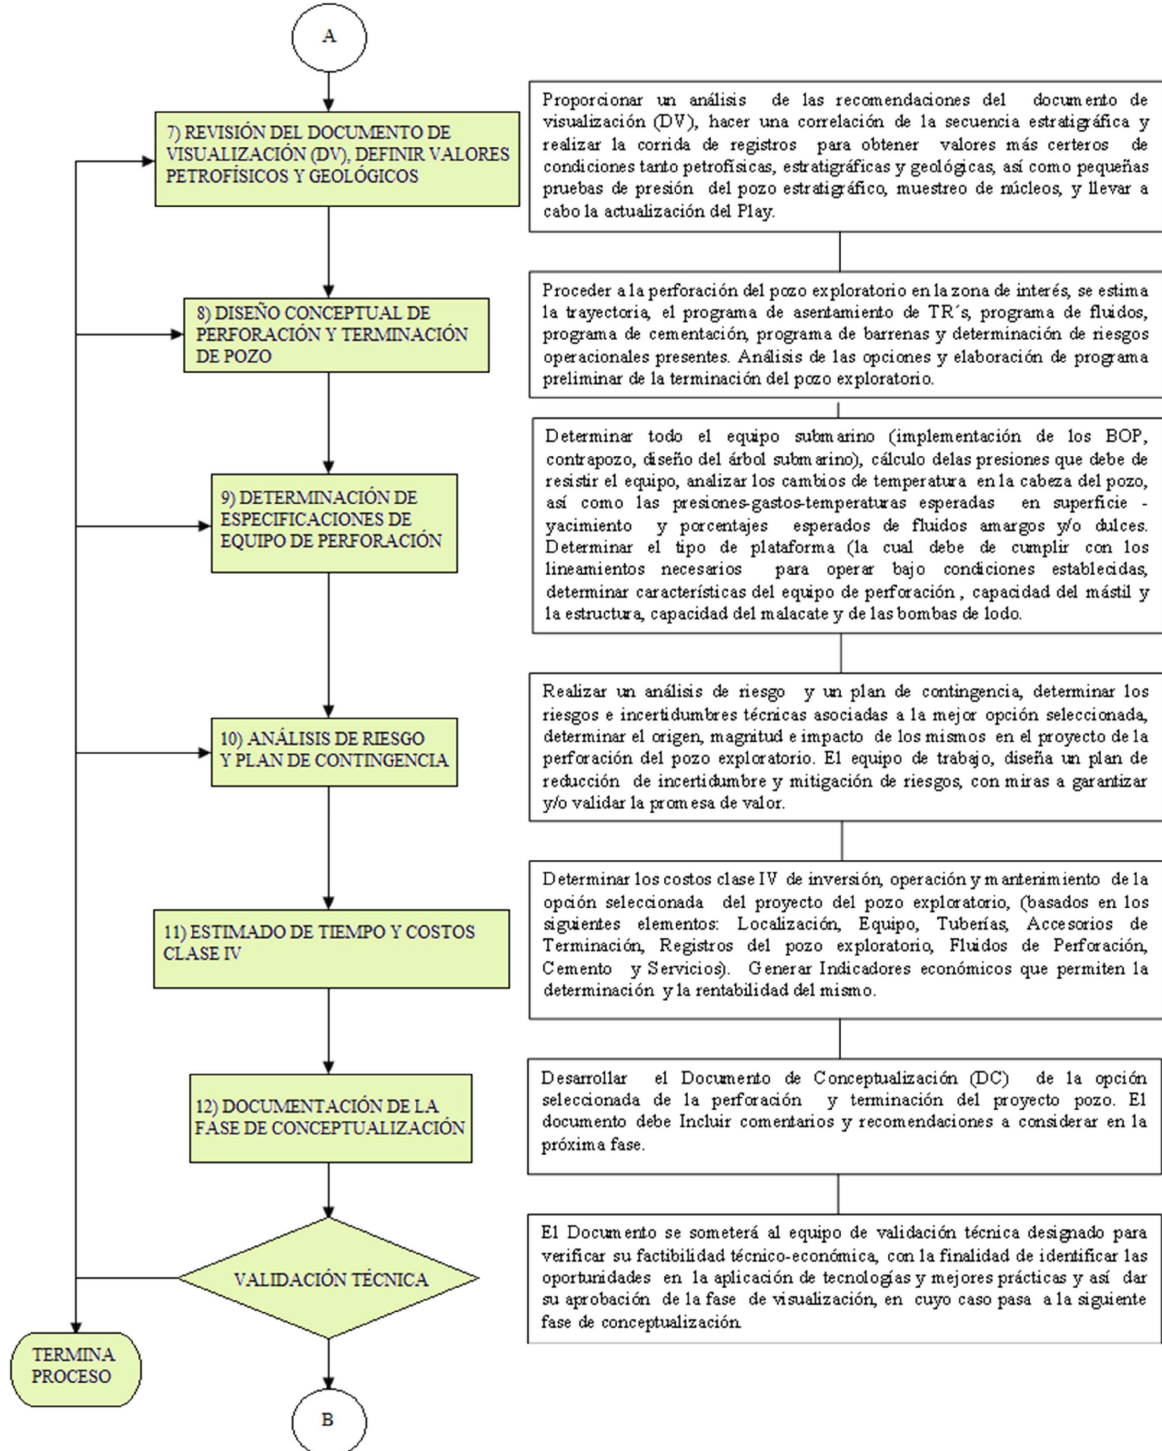 A
7) REVISIÓN DEL DOCUMENTO DE
VISUALIZACIÓN (DV), DEFINIR VALORES
PETROFÍSICOS Y GEOLÓGICOS
Proporcionar un análisis de las recomendaciones del documento de
visualización (DV), hacer una correlación de la secuencia estratigráfica y
realizar la corrida de registros para obtener valores más certeros de
condiciones tanto petrofísicas, estratigráficas y geológicas, así como pequeñas
pruebas de presión del pozo estratigráfico, muestreo de núcleos, y llevar a
cabo la actualización del Play.
8) DISEÑO CONCEPTUAL DE
PERFORACIÓN Y TERMINACIÓN
DE POZO
Proceder a la perforación del pozo exploratorio en la zona de interés, se estima
la trayectoria, el programa de asentamiento de TR´s, programa de fluidos,
programa de cementación, programa de barrenas y determinación de riesgos
operacionales presentes. Análisis de las opciones y elaboración de programa
preliminar de la terminación del pozo exploratorio.
9) DETERMINACIÓN DE
ESPECIFICACIONES DE
EQUIPO DE PERFORACIÓN
Determinar todo el equipo submarino (implementación de los BOP,
contrapozo, diseño del árbol submarino), cálculo delas presiones que debe de
resistir el equipo, analizar los cambios de temperatura en la cabeza del pozo,
así como las presiones-gastos-temperaturas esperadas en superficie -
yacimiento y porcentajes esperados de fluidos amargos y/o dulces.
Determinar el tipo de plataforma (la cual debe de cumplir con los
lineamientos necesarios para operar bajo condiciones establecidas,
determinar características del equipo de perforación , capacidad del mástil y
la estructura, capacidad del malacate y de las bombas de lodo.
10) ANÁLISIS DE RIESGO
Y PLAN DE CONTINGENCIA
Realizar un análisis de riesgo y un plan de contingencia, determinar los
riesgos e incertidumbres técnicas asociadas a la mejor opción seleccionada,
determinar el origen, magnitud e impacto de los mismos en el proyecto de la
perforación del pozo exploratorio. El equipo de trabajo, diseña un plan de
reducción de incertidumbre y mitigación de riesgos, con miras a garantizar
y/o validar la promesa de valor.
11) ESTIMADO DE TIEMPO Y COSTOS
CLASE IV
Determinar los costos clase IV de inversión, operación y mantenimiento de la
opción seleccionada del proyecto del pozo exploratorio, (basados en los
siguientes elementos: Localización, Equipo, Tuberías, Accesorios de
Terminación, Registros del pozo exploratorio, Fluidos de Perforación,
Cemento y Servicios). Generar Indicadores económicos que permiten la
determinación y la rentabilidad del mismo.
12) DOCUMENTACIÓN DE LA
FASE DE CONCEPTUALIZACIÓN
Desarrollar el Documento de Conceptualización (DC) de la opción
seleccionada de la perforación y terminación del proyecto pozo. El
documento debe Incluir comentarios y recomendaciones a considerar en la
próxima fase.
VALIDACIÓN TÉCNICA
El Documento se someterá al equipo de validación técnica designado para
verificar su factibilidad técnico-económica, con la finalidad de identificar las
oportunidades en la aplicación de tecnologías y mejores prácticas y así dar
su aprobación de la fase de visualización, en cuyo caso pasa a la siguiente
fase de conceptualización.
TERMINA
PROCESO
B